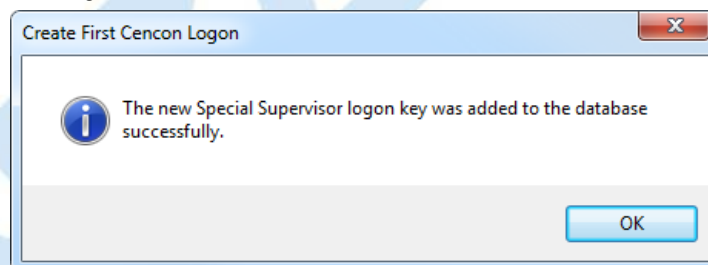 Create First Cencon Logon
The new Special Supervisor logon key was added to the database
successfully.
OK